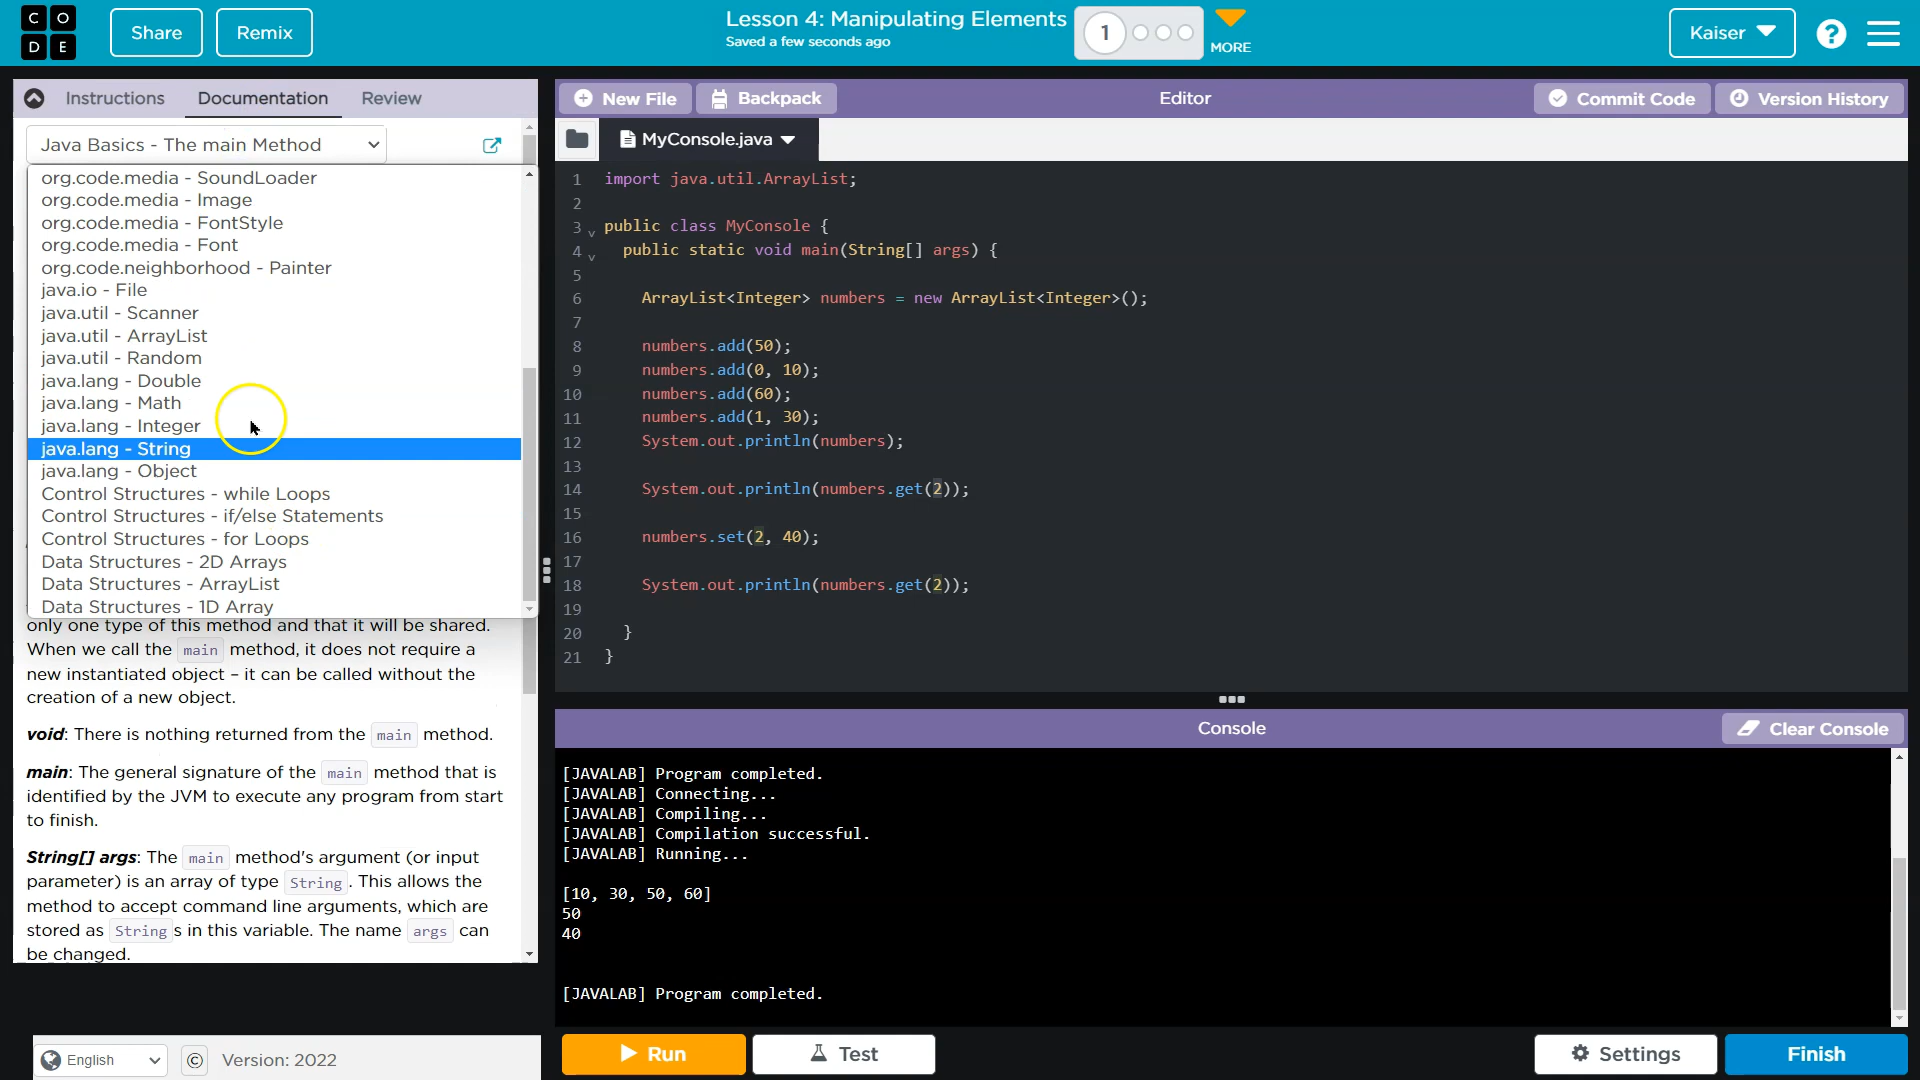 CODE
Share
Remix
Lesson 4: Manipulating Elements
Saved a few seconds ago
1
MORE
Kaiser
?
Instructions
Documentation
Review
Java Basics - The main Method
org.code.media - SoundLoader
org.code.media - Image
org.code.media - FontStyle
org.code.media - Font
org.code.neighborhood - Painter
java.io - File
java.util - Scanner
java.util - ArrayList
java.util - Random
java.lang - Double
java.lang - Math
java.lang - Integer
java.lang - String
java.lang - Object
Control Structures - while Loops
Control Structures - if/else Statements
Control Structures - for Loops
Data Structures - 2D Arrays
Data Structures - ArrayList
Data Structures - 1D Array
only one type of this method and that it will be shared.
When we call the main method, it does not require a
new instantiated object – it can be called without the
creation of a new object.
void: There is nothing returned from the main method.
main: The general signature of the main method that is
identified by the JVM to execute any program from start
to finish.
String[] args: The main method's argument (or input
parameter) is an array of type String. This allows the
method to accept command line arguments, which are
stored as Strings in this variable. The name args can
be changed.
English
©
Version: 2022
New File
Backpack
Editor
Commit Code
Version History
MyConsole.java
1 import java.util.ArrayList;
2
3 public class MyConsole {
4 public static void main(String[] args) {
5
6 ArrayList<Integer> numbers = new ArrayList<Integer>();
7
8 numbers.add(50);
9 numbers.add(0, 10);
10 numbers.add(60);
11 numbers.add(1, 30);
12 System.out.println(numbers);
13
14 System.out.println(numbers.get(2));
15
16 numbers.set(2, 40);
17
18 System.out.println(numbers.get(2));
19
20 }
21 }
Console
Clear Console
[JAVALAB] Program completed.
[JAVALAB] Connecting...
[JAVALAB] Compiling...
[JAVALAB] Compilation successful.
[JAVALAB] Running...
[10, 30, 50, 60]
50
40
[JAVALAB] Program completed.
Run
Test
Settings
Finish